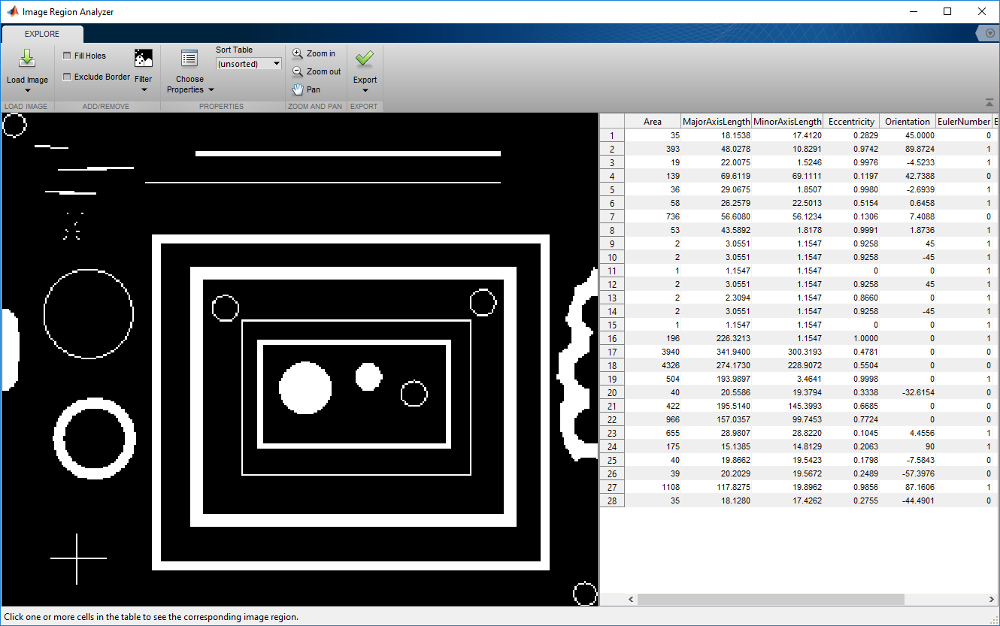 Image Region Analyzer
EXPLORE
Load Image
Fill Holes
Exclude Border
Filter
Choose Properties
Sort Table
(unsorted)
Zoom in
Zoom out
Pan
Export
LOAD IMAGE ADD/REMOVE PROPERTIES ZOOM AND PAN EXPORT
Area MajorAxisLength MinorAxisLength Eccentricity Orientation EulerNumber E
1 35 18.1538 17.4120 0.2829 45.0000 0
2 393 48.0278 10.8291 0.9742 89.8724 1
3 19 22.0075 1.5246 0.9976 -4.5233 1
4 139 69.6119 69.1111 0.1197 42.7388 0
5 36 29.0675 1.8507 0.9980 -2.6939 1
6 58 26.2579 22.5013 0.5154 0.6458 1
7 736 56.6080 56.1234 0.1306 7.4088 0
8 53 43.5892 1.8178 0.9991 1.8736 1
9 2 3.0551 1.1547 0.9258 45 1
10 2 3.0551 1.1547 0.9258 -45 1
11 1 1.1547 1.1547 0 0 1
12 2 3.0551 1.1547 0.9258 45 1
13 2 2.3094 1.1547 0.8660 0 1
14 2 3.0551 1.1547 0.9258 -45 1
15 1 1.1547 1.1547 0 0 1
16 196 226.3213 1.1547 1.0000 0 1
17 3940 341.9400 300.3193 0.4781 0 0
18 4326 274.1730 228.9072 0.5504 0 0
19 504 193.9897 3.4641 0.9998 0 1
20 40 20.5586 19.3794 0.3338 -32.6154 0
21 422 195.5140 145.3993 0.6685 0 0
22 966 157.0357 99.7453 0.7724 0 0
23 655 28.9807 28.8220 0.1045 4.4556 1
24 175 15.1385 14.8129 0.2063 90 1
25 40 19.8662 19.5423 0.1798 -7.5843 0
26 39 20.2029 19.5672 0.2489 -57.3976 0
27 1108 117.8275 19.8962 0.9856 87.1606 1
28 35 18.1280 17.4262 0.2755 -44.4901 0
Click one or more cells in the table to see the corresponding image region.